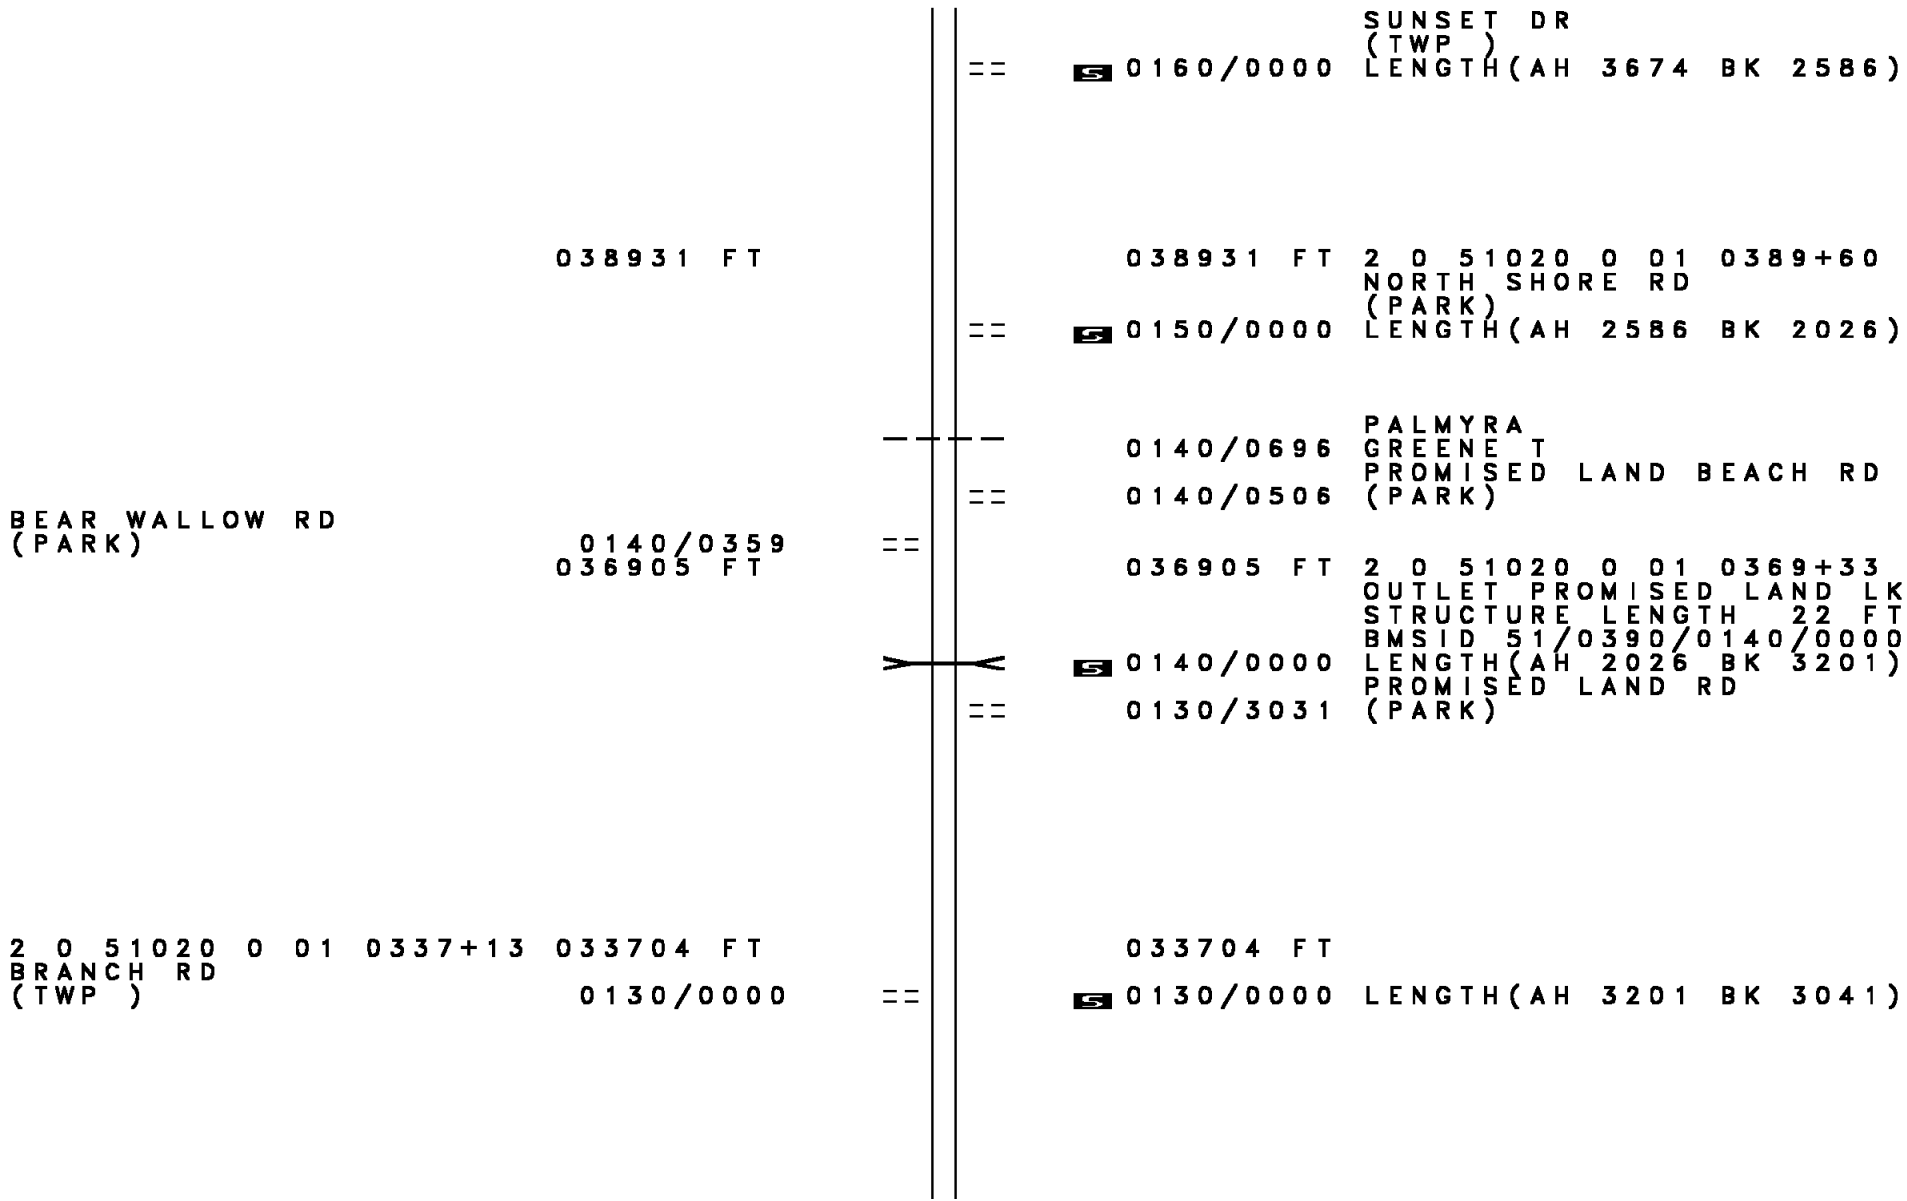 SUNSET DR
(TWP )
== S 0160/0000 LENGTH(AH 3674 BK 2586)
038931 FT 038931 FT 2 0 51020 0 01 0389+60
NORTH SHORE RD
(PARK)
== S 0150/0000 LENGTH(AH 2586 BK 2026)
PALMYRA
0140/0696 GREENE T
PROMISED LAND BEACH RD
== 0140/0506 (PARK)
BEAR WALLOW RD
(PARK) 0140/0359 ==
036905 FT 036905 FT 2 0 51020 0 01 0369+33
OUTLET PROMISED LAND LK
STRUCTURE LENGTH 22 FT
BMSID 51/0390/0140/0000
S 0140/0000 LENGTH(AH 2026 BK 3201)
PROMISED LAND RD
== 0130/3031 (PARK)
2 0 51020 0 01 0337+13 033704 FT 033704 FT
BRANCH RD
(TWP ) 0130/0000 == S 0130/0000 LENGTH(AH 3201 BK 3041)